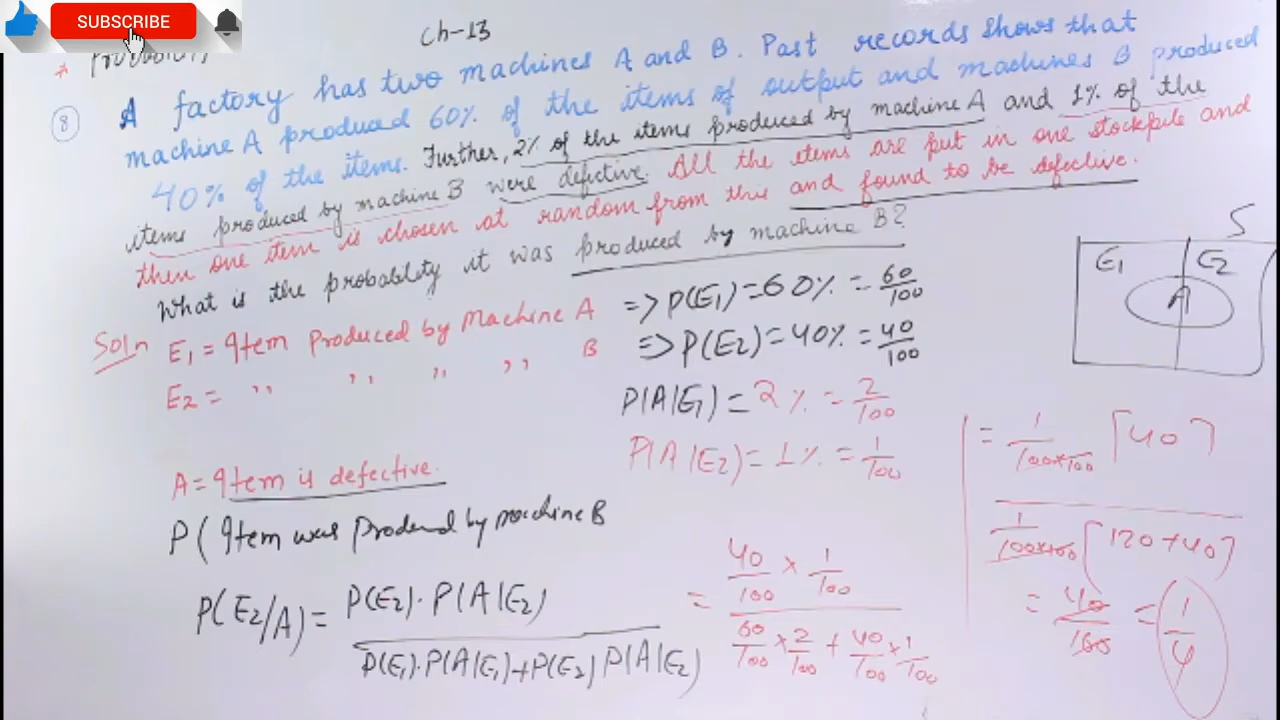 SUBSCRIBE
Ch-13
* Probability
8 A factory has two machines A and B. Past records shows that
machine A produced 60% of the items of output and machines B produced
40% of the items. Further, 2% of the items produced by machine A and 1% of the
items produced by machine B were defective. All the items are put in one stockpile and
then one item is chosen at random from this and found to be defective.
What is the probability it was produced by machine B?
Soln E1 = Item Produced by Machine A => P(E1) = 60% = 60/100
E2 = ,, ,, ,, ,, B => P(E2) = 40% = 40/100
P(A|E1) = 2% = 2/100
P(A|E2) = 1% = 1/100
A = Item is defective.
P( Item was Produced by machine B
P(E2/A) = P(E2). P(A|E2) / P(E1).P(A|E1)+P(E2) P(A|E2)
= 40/100 × 1/100 / 60/100 × 2/100 + 40/100 × 1/100
= 1/100×100 [40] / 1/100×100 [120+40]
= 40/160 = 1/4
S
E1 E2
A